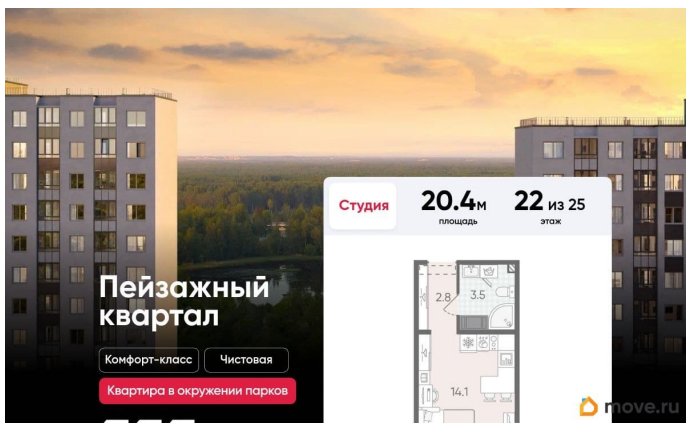 Студия
20.4м
площадь
22 из 25
этаж
Пейзажный
квартал
2.8
3.5
Комфорт-класс
Чистовая
Квартира в окружении парков
14.1
move.ru